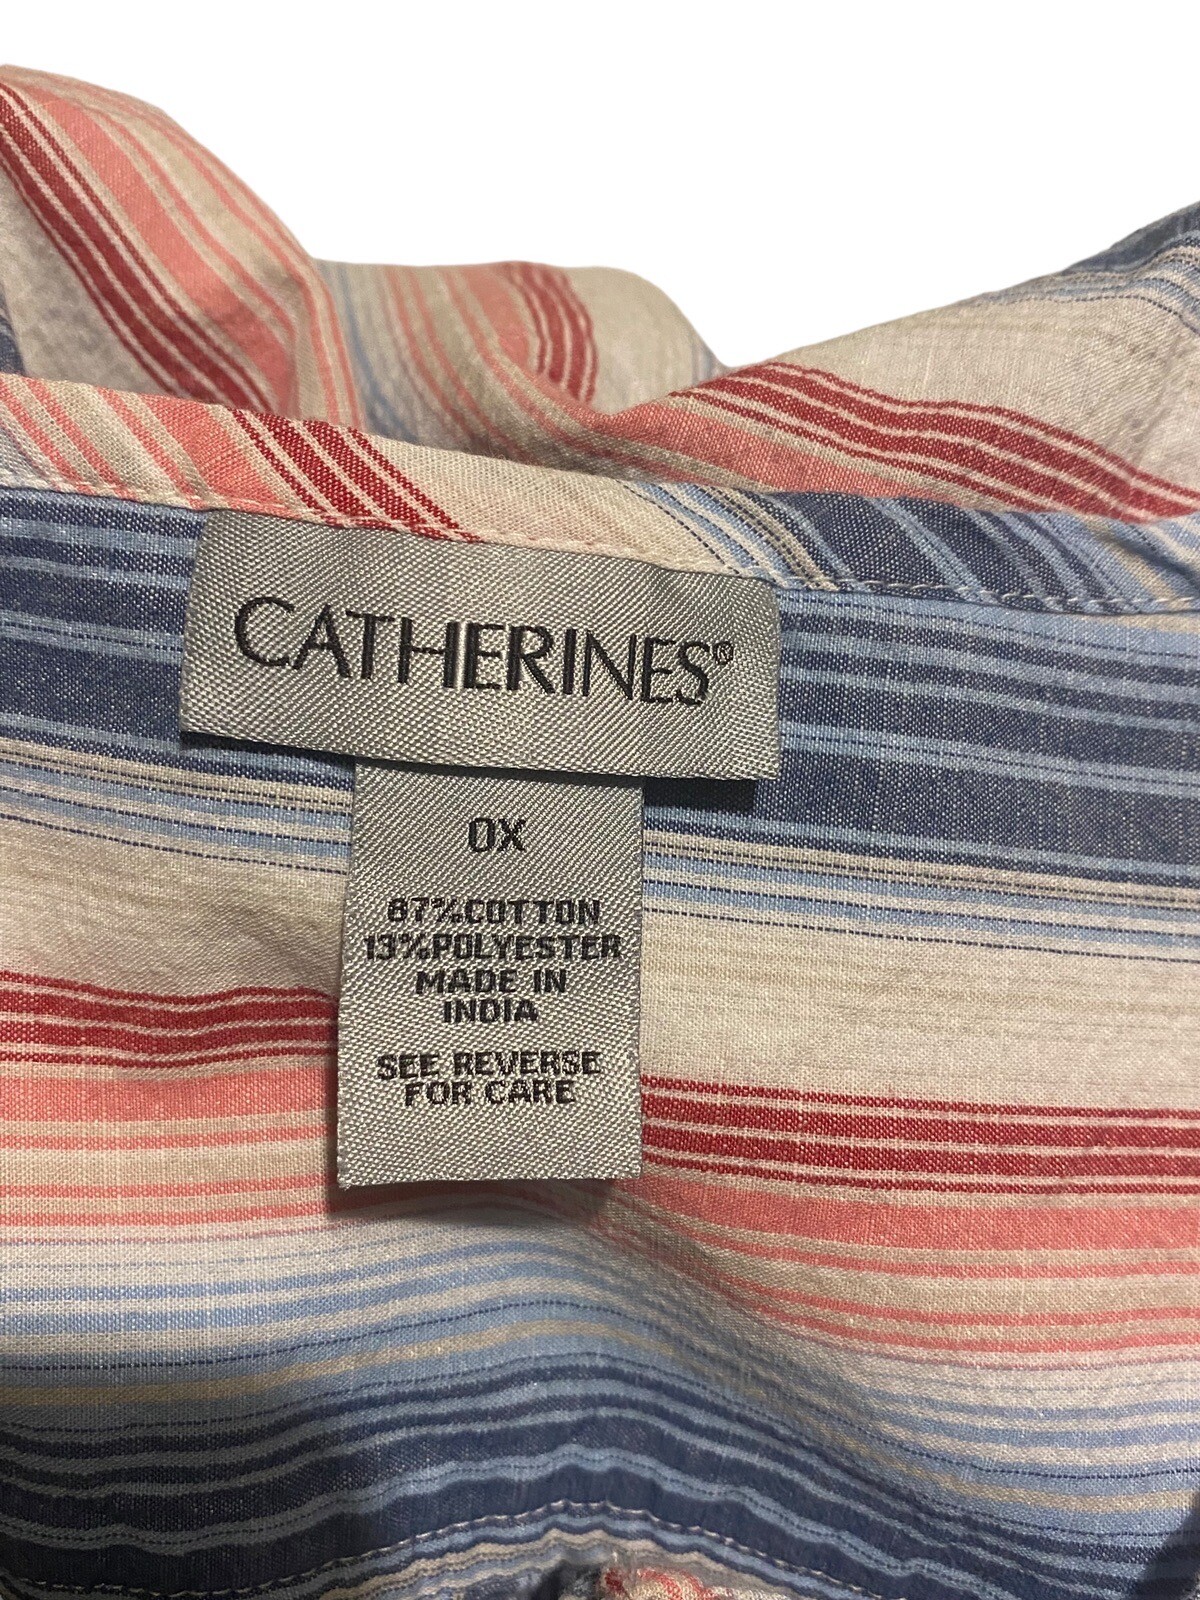 CATHERINES®
0X
87%COTTON
13%POLYESTER
MADE IN
INDIA
SEE REVERSE
FOR CARE